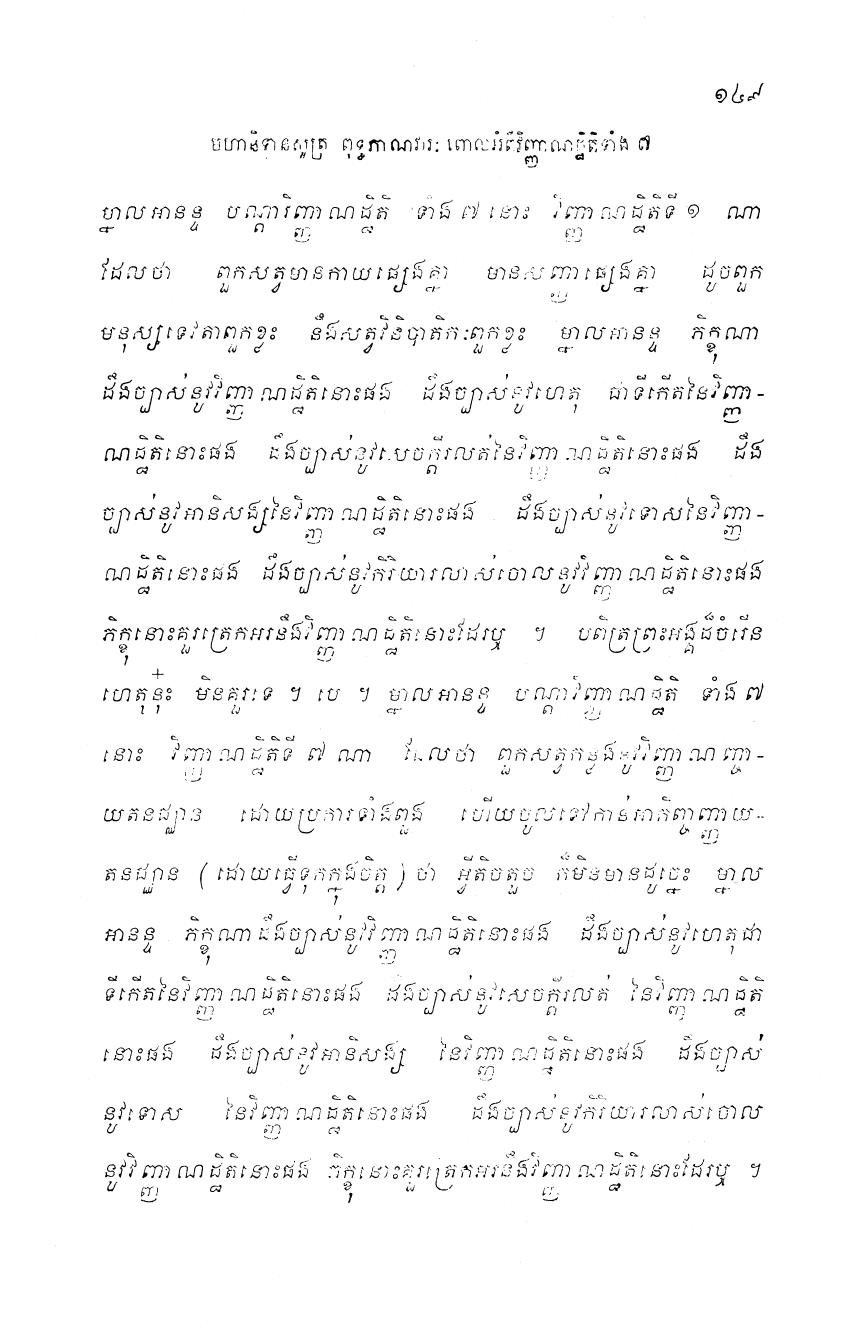 ១៤៩
មហានិទានសូត្រ ពុទ្ធភាណវារៈ ពោលអំពីវិញ្ញាណដ្ឋិតិទាំង ៧
ម្នាលអានន្ទ បណ្តាវិញ្ញាណដ្ឋិតិ ទាំង ៧ នោះ វិញ្ញាណដ្ឋិតិទី ១ ណា
ដែលថា ពួកសត្វមានកាយផ្សេងគ្នា មានសញ្ញាផ្សេងគ្នា ដូចពួក
មនុស្សទេវតាពួកខ្លះ នឹងសត្វវិនិបាតិកៈពួកខ្លះ ម្នាលអានន្ទ ភិក្ខុណា
ដឹងច្បាស់នូវវិញ្ញាណដ្ឋិតិនោះផង ដឹងច្បាស់នូវហេតុ ជាទីកើតនៃវិញ្ញា-
ណដ្ឋិតិនោះផង ដឹងច្បាស់នូវសេចក្តីរលត់នៃវិញ្ញាណដ្ឋិតិនោះផង ដឹង
ច្បាស់នូវអានិសង្សនៃវិញ្ញាណដ្ឋិតិនោះផង ដឹងច្បាស់នូវទោសនៃវិញ្ញា-
ណដ្ឋិតិនោះផង ដឹងច្បាស់នូវកិរិយារលាស់ចោលនូវវិញ្ញាណដ្ឋិតិនោះផង
ភិក្ខុនោះគួរត្រេកអរនឹងវិញ្ញាណដ្ឋិតិនោះដែរឬ ។ បពិត្រព្រះអង្គដ៏ចំរើន
ហេតុនុ៎ះ មិនគួរទេ ។ បេ ។ ម្នាលអានន្ទ បណ្តាវិញ្ញាណដ្ឋិតិ ទាំង ៧
នោះ វិញ្ញាណដ្ឋិតិទី ៧ ណា ដែលថា ពួកសត្វកន្លងនូវវិញ្ញាណញ្ចា-
យតនជ្ឈាន ដោយប្រការទាំងពួង ហើយចូលទៅកាន់អាកិញ្ចញ្ញាយ-
តនជ្ឈាន (ដោយធ្វើទុកក្នុងចិត្ត) ថា អ្វីតិចតួច ក៏មិនមានដូច្នេះ ម្នាល
អានន្ទ ភិក្ខុណាដឹងច្បាស់នូវវិញ្ញាណដ្ឋិតិនោះផង ដឹងច្បាស់នូវហេតុជា
ទីកើតនៃវិញ្ញាណដ្ឋិតិនោះផង ដឹងច្បាស់នូវសេចក្តីរលត់ នៃវិញ្ញាណដ្ឋិតិ
នោះផង ដឹងច្បាស់នូវអានិសង្ស នៃវិញ្ញាណដ្ឋិតិនោះផង ដឹងច្បាស់
នូវទោស នៃវិញ្ញាណដ្ឋិតិនោះផង ដឹងច្បាស់នូវកិរិយារលាស់ចោល
នូវវិញ្ញាណដ្ឋិតិនោះផង ភិក្ខុនោះគួរត្រេកអរនឹងវិញ្ញាណដ្ឋិតិនោះដែរឬ ។